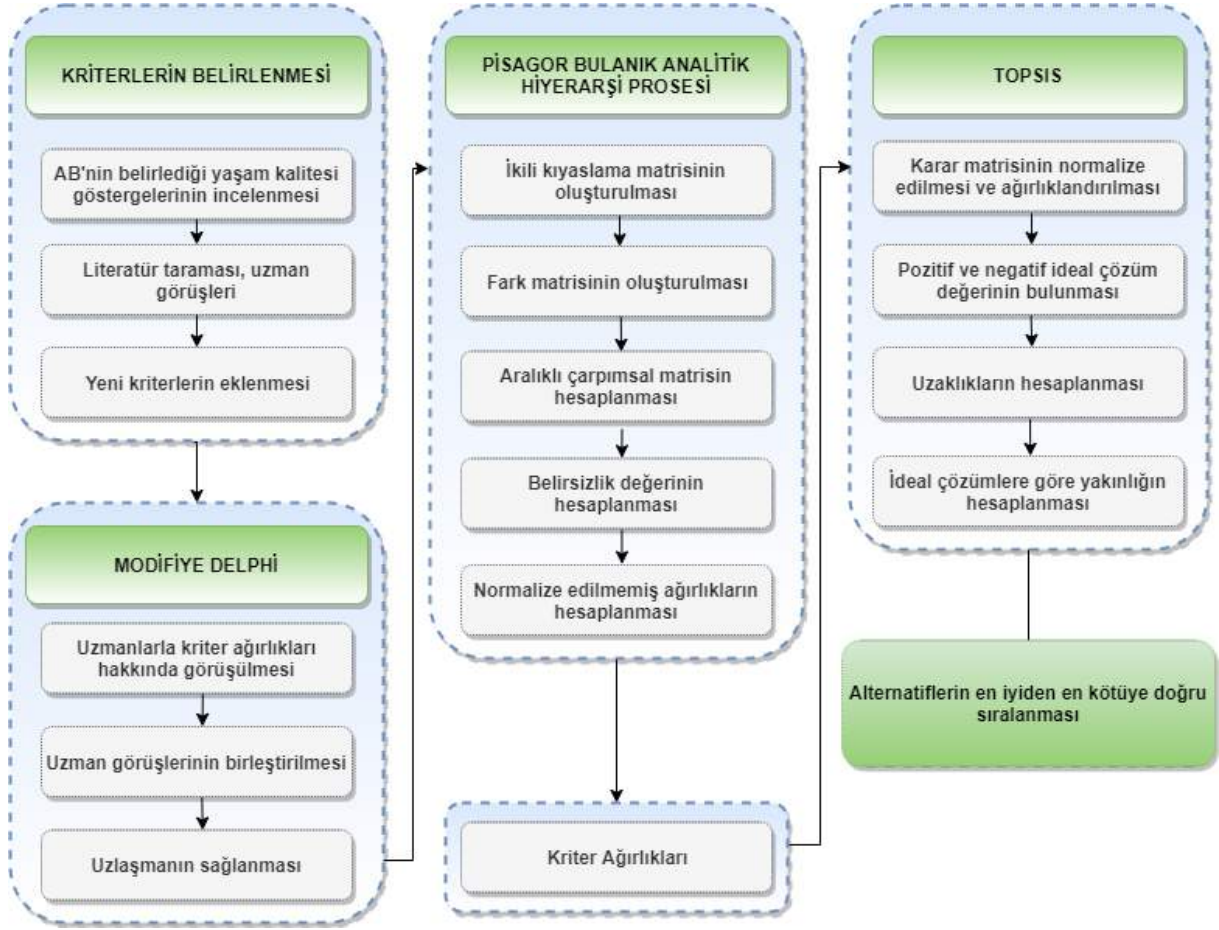 KRİTERLERİN BELİRLENMESİ
AB'nin belirlediği yaşam kalitesi
göstergelerinin incelenmesi
Literatür taraması, uzman
görüşleri
Yeni kriterlerin eklenmesi
MODİFİYE DELPHİ
Uzmanlarla kriter ağırlıkları
hakkında görüşülmesi
Uzman görüşlerinin birleştirilmesi
Uzlaşmanın sağlanması
PİSAGOR BULANIK ANALİTİK
HİYERARŞİ PROSESİ
İkili kıyaslama matrisinin
oluşturulması
Fark matrisinin oluşturulması
Aralıklı çarpımsal matrisin
hesaplanması
Belirsizlik değerinin
hesaplanması
Normalize edilmemiş ağırlıkların
hesaplanması
Kriter Ağırlıkları
TOPSIS
Karar matrisinin normalize
edilmesi ve ağırlıklandırılması
Pozitif ve negatif ideal çözüm
değerinin bulunması
Uzaklıkların hesaplanması
İdeal çözümlere göre yakınlığın
hesaplanması
Alternatiflerin en iyiden en kötüye doğru
sıralanması